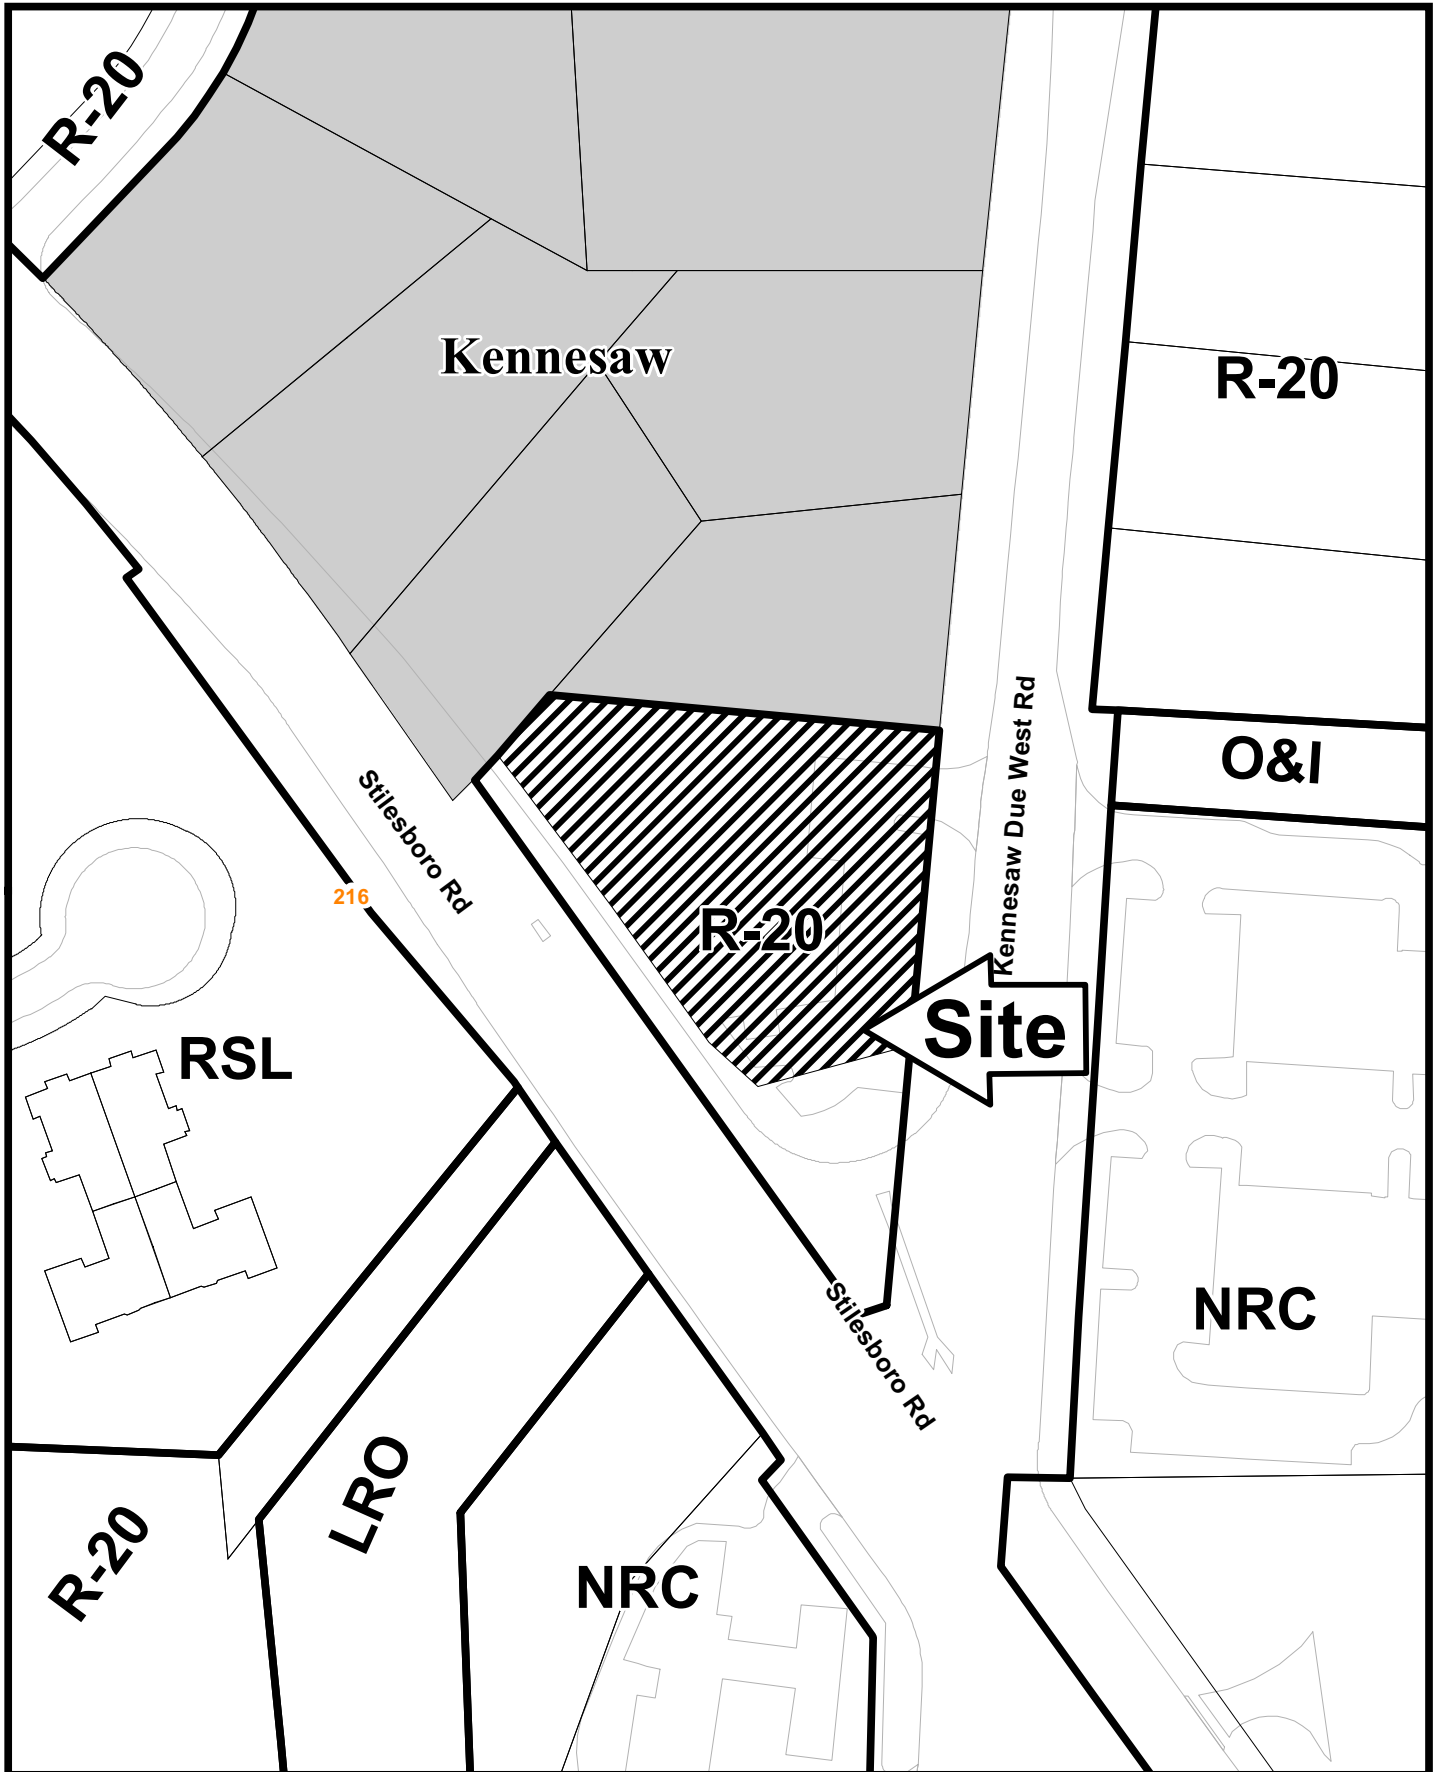 R-20
Kennesaw
R-20
Kennesaw Due West Rd
O&I
Stilesboro Rd
216
R-20
Site
RSL
Stilesboro Rd
NRC
LRO
R-20
NRC